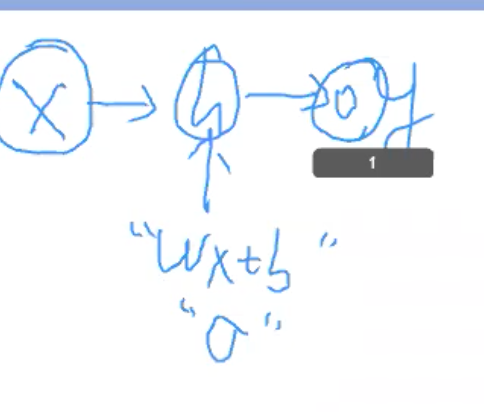 X → h → o
1
"Wx+b"
"σ"